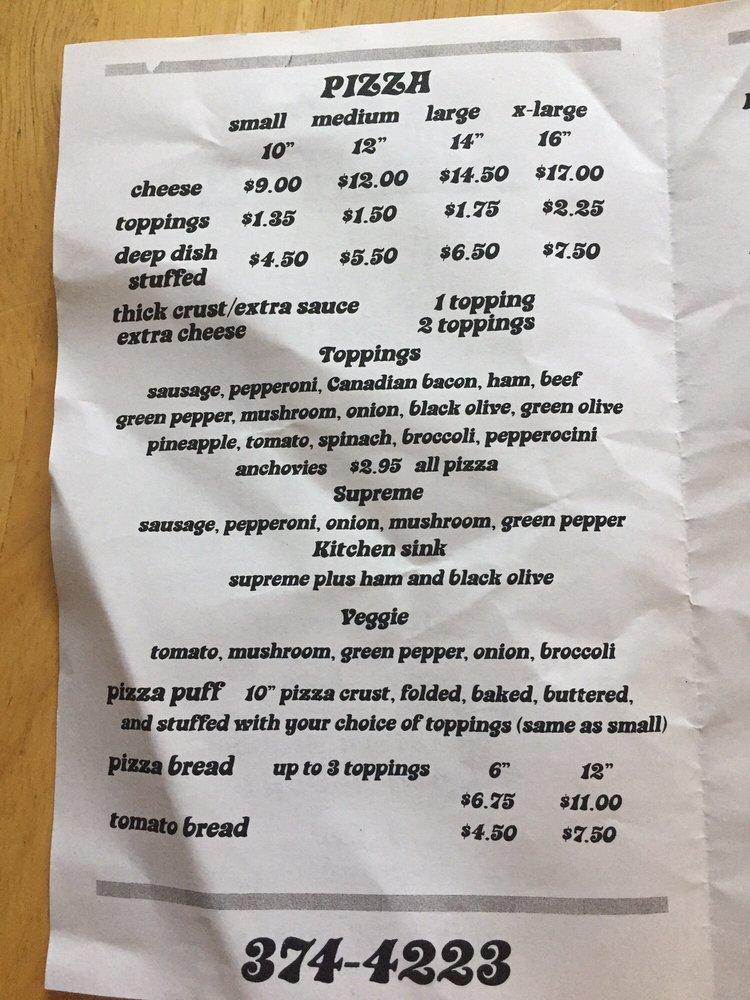 PIZZA
small medium large x-large
10" 12" 14" 16"
cheese $9.00 $12.00 $14.50 $17.00
toppings $1.35 $1.50 $1.75 $2.25
deep dish stuffed $4.50 $5.50 $6.50 $7.50
thick crust/extra sauce 1 topping
extra cheese 2 toppings
Toppings
sausage, pepperoni, Canadian bacon, ham, beef
green pepper, mushroom, onion, black olive, green olive
pineapple, tomato, spinach, broccoli, pepperocini
anchovies $2.95 all pizza
Supreme
sausage, pepperoni, onion, mushroom, green pepper
Kitchen sink
supreme plus ham and black olive
Veggie
tomato, mushroom, green pepper, onion, broccoli
pizza puff 10" pizza crust, folded, baked, buttered,
and stuffed with your choice of toppings (same as small)
pizza bread up to 3 toppings 6" 12"
$6.75 $11.00
tomato bread $4.50 $7.50
374-4223